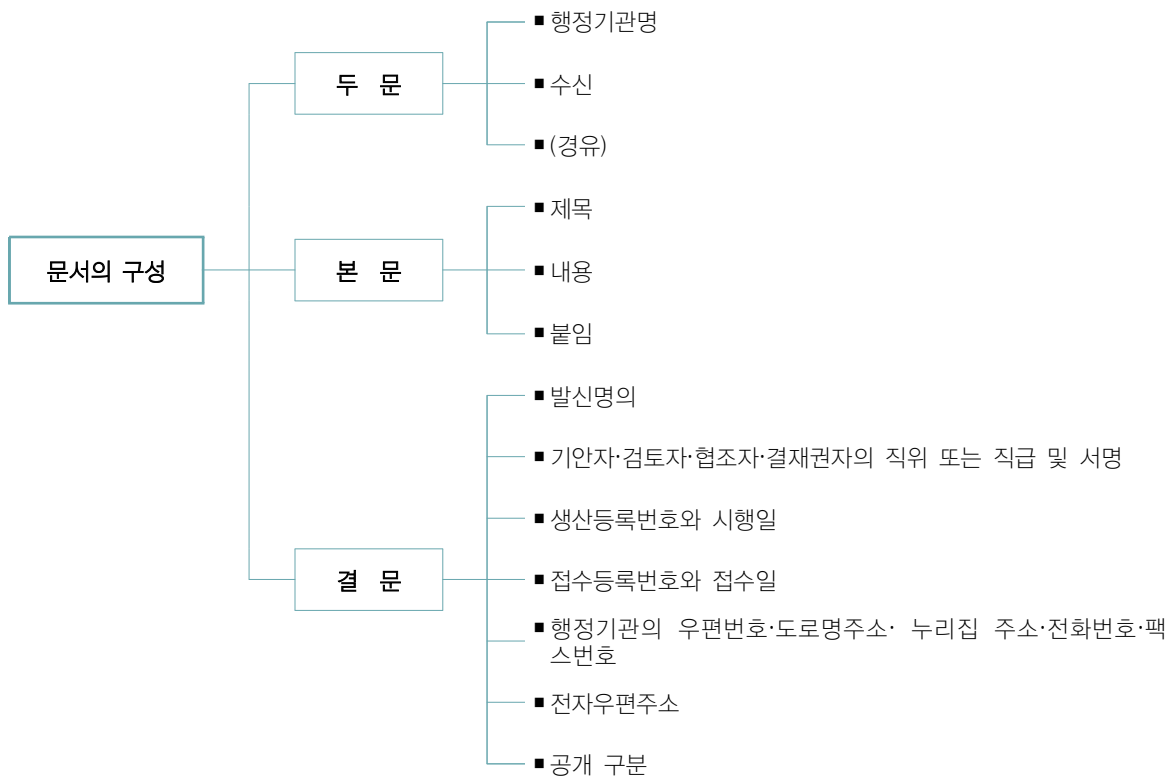 문서의 구성
두 문
■ 행정기관명
■ 수신
■ (경유)
본 문
■ 제목
■ 내용
■ 붙임
결 문
■ 발신명의
■ 기안자·검토자·협조자·결재권자의 직위 또는 직급 및 서명
■ 생산등록번호와 시행일
■ 접수등록번호와 접수일
■ 행정기관의 우편번호·도로명주소· 누리집 주소·전화번호·팩
스번호
■ 전자우편주소
■ 공개 구분